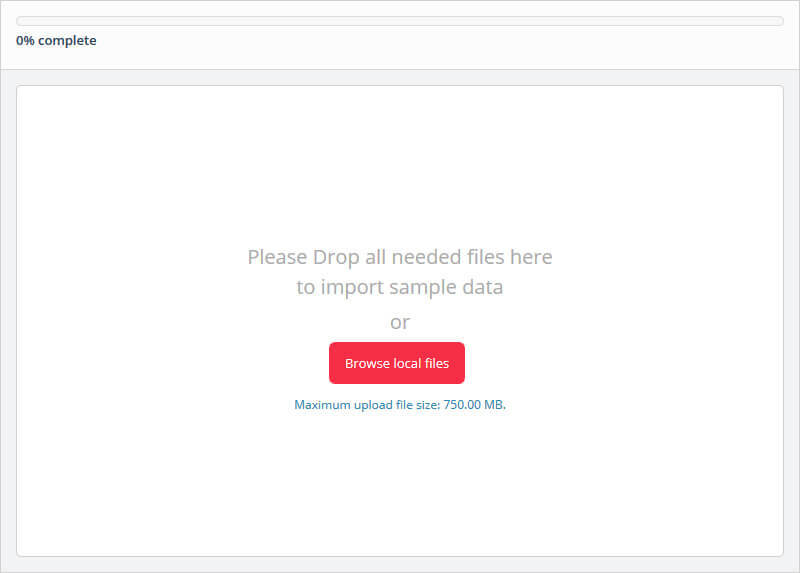 0% complete
Please Drop all needed files here
to import sample data
or
Browse local files
Maximum upload file size: 750.00 MB.